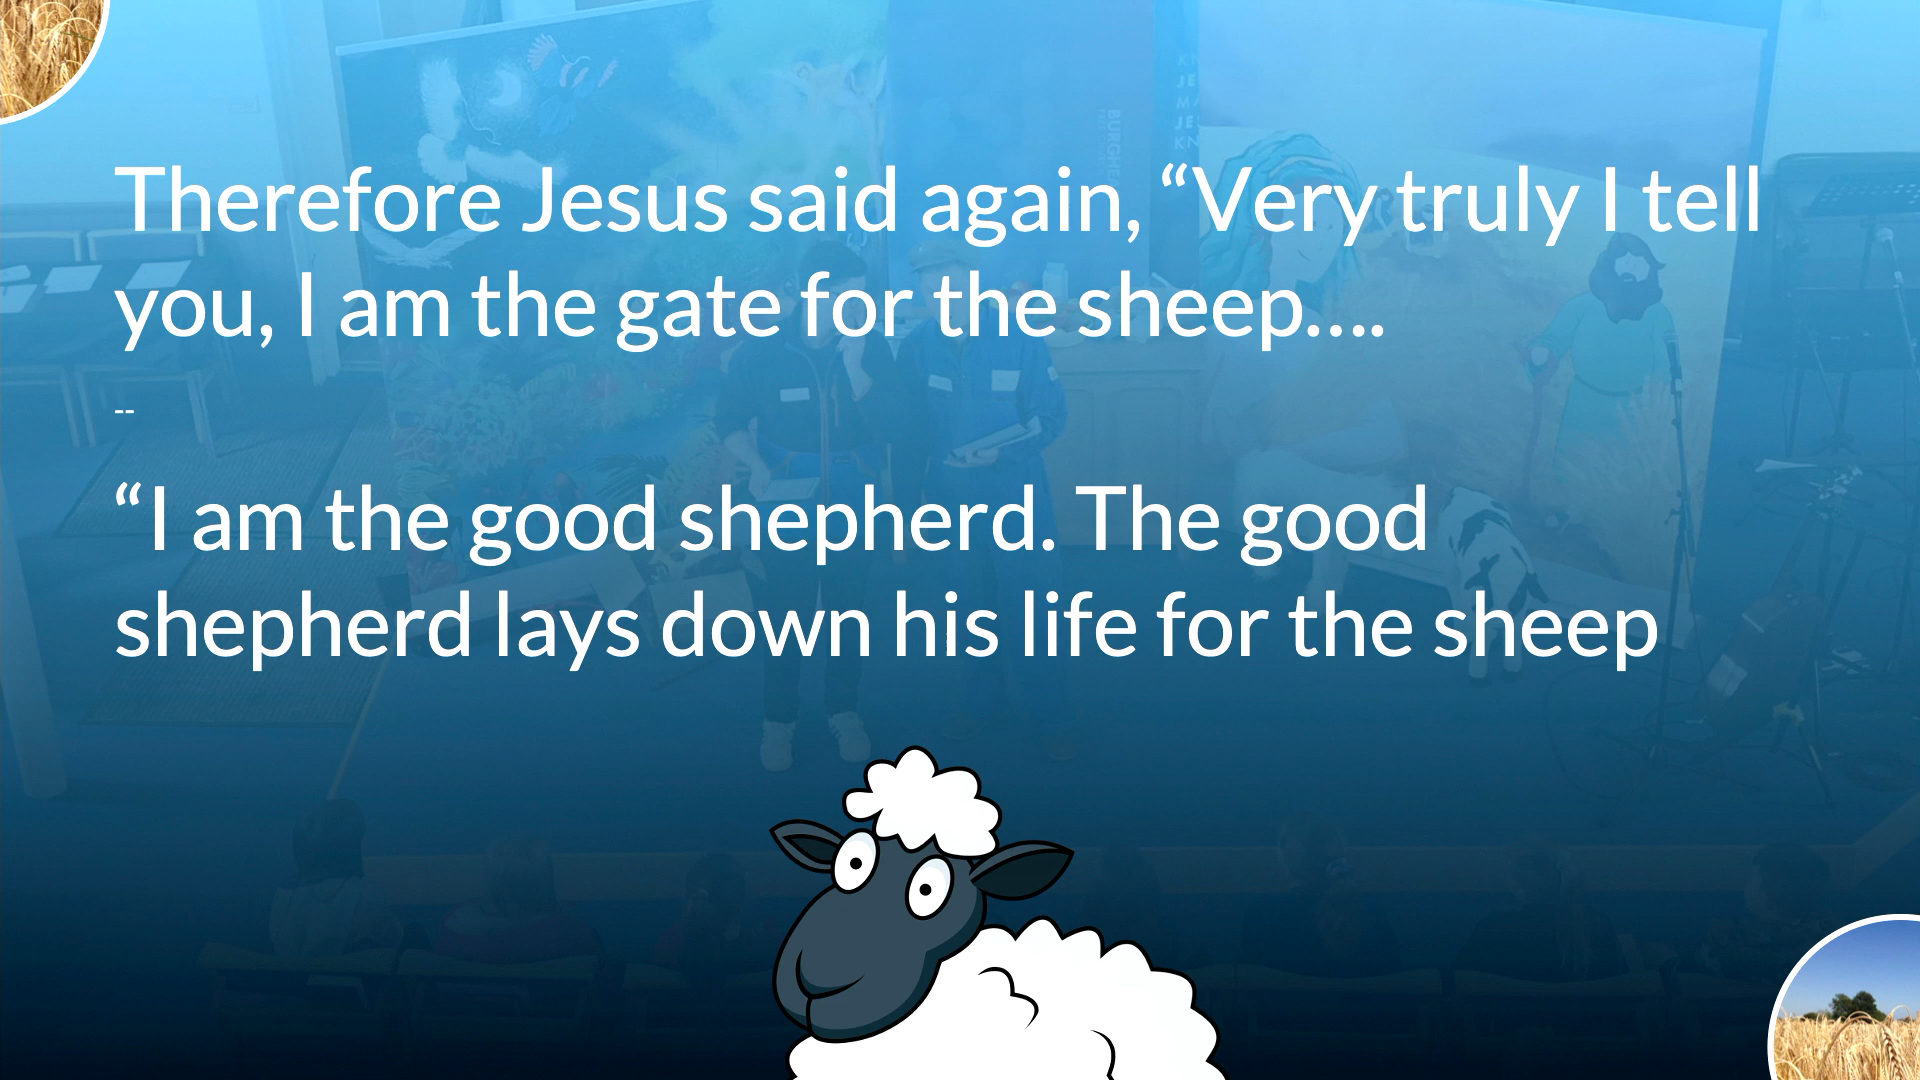 Therefore Jesus said again, “Very truly I tell
you, I am the gate for the sheep….
--
“I am the good shepherd. The good
shepherd lays down his life for the sheep